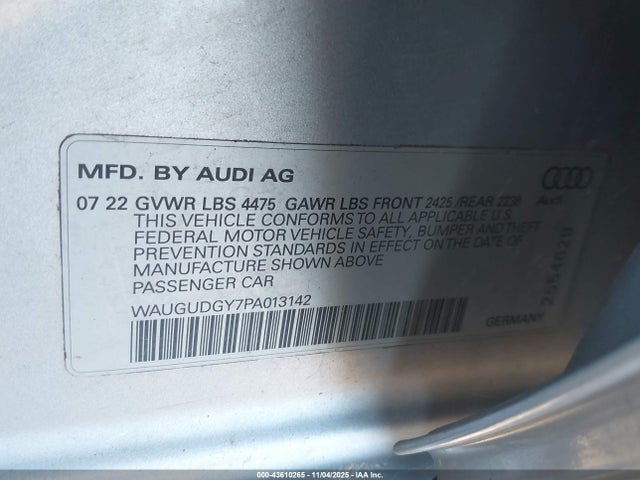 MFD. BY AUDI AG
07 22 GVWR LBS 4475 GAWR LBS FRONT 2425 /REAR 2238
THIS VEHICLE CONFORMS TO ALL APPLICABLE U.S.
FEDERAL MOTOR VEHICLE SAFETY, BUMPER AND THEFT
PREVENTION STANDARDS IN EFFECT ON THE DATE OF
MANUFACTURE SHOWN ABOVE
PASSENGER CAR
WAUGUDGY7PA013142
Audi
GERMANY
000-43610265 - 11/04/2025 - IAA Inc.